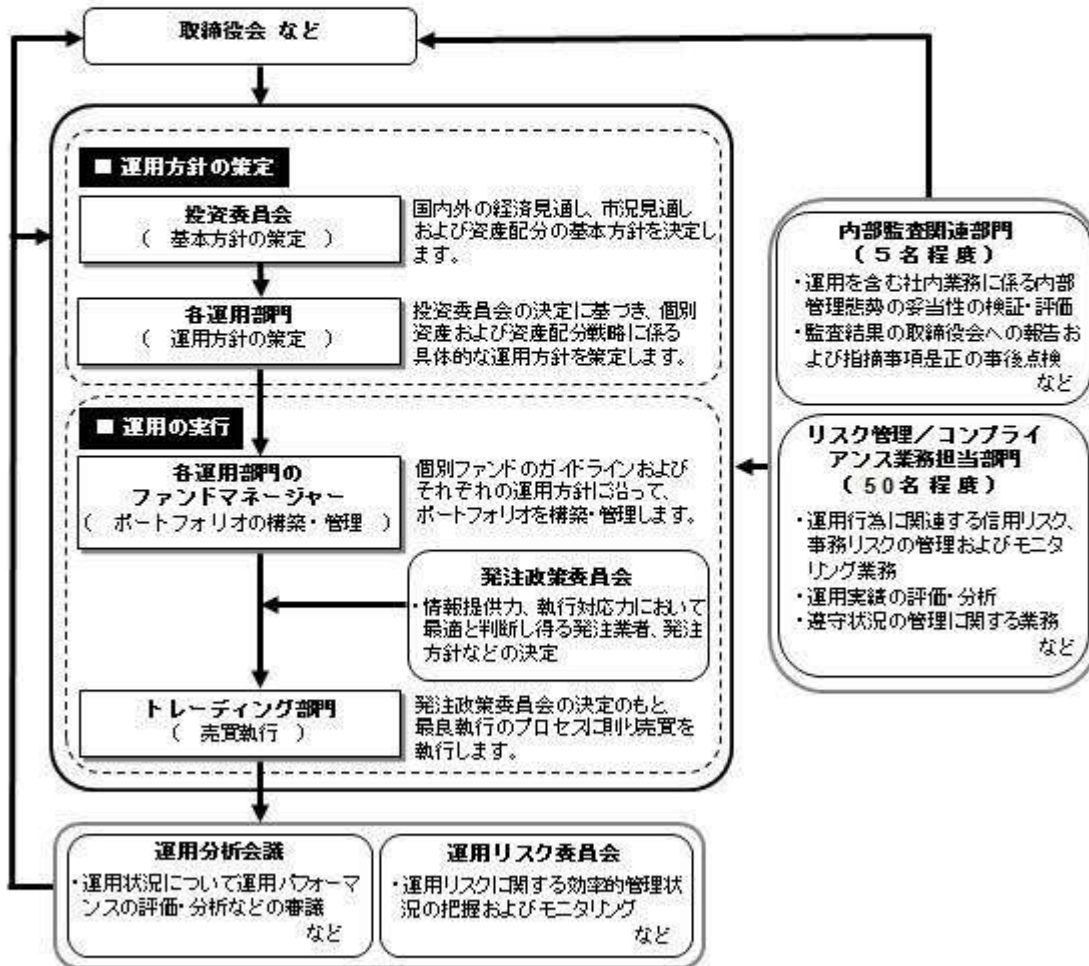 取締役会 など
■ 運用方針の策定
投資委員会
（ 基本方針の策定 ）
国内外の経済見通し、市況見通し
および資産配分の基本方針を決定し
ます。
各運用部門
（ 運用方針の策定 ）
投資委員会の決定に基づき、個別
資産および資産配分戦略に係る
具体的な運用方針を策定します。
■ 運用の実行
各運用部門の
ファンドマネージャー
（ ポートフォリオの構築・管理 ）
個別ファンドのガイドラインおよび
それぞれの運用方針に沿って、
ポートフォリオを構築・管理します。
発注政策委員会
・情報提供力、執行対応力において
最適と判断し得る発注業者、発注
方針などの決定
トレーディング部門
（ 売買執行 ）
発注政策委員会の決定のもと
最良執行のプロセスに則り売買を
執行します。
運用分析会議
・運用状況について運用パフォーマ
ンスの評価・分析などの審議
など
運用リスク委員会
・運用リスクに関する効率的管理状
況の把握およびモニタリング
など
内部監査関連部門
（５名程度）
・運用を含む社内業務に係る内部
管理態勢の妥当性の検証・評価
・監査結果の取締役会への報告お
よび指摘事項是正の事後点検
など
リスク管理／コンプライ
アンス業務担当部門
（50名程度）
・運用行為に関連する信用リスク、
事務リスクの管理およびモニタ
リング業務
・運用実績の評価・分析
・遵守状況の管理に関する業務
など